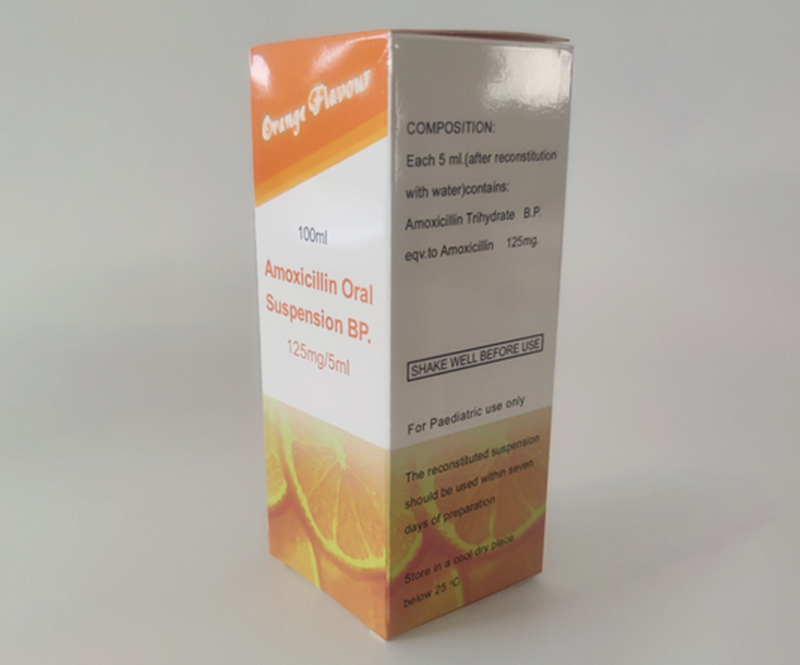 Orange Flavour
100ml
Amoxicillin Oral
Suspension BP.
125mg/5ml
COMPOSITION:
Each 5 ml.(after reconstitution
with water)contains:
Amoxicillin Trihydrate B.P.
eqv.to Amoxicillin 125mg.
SHAKE WELL BEFORE USE
For Paediatric use only
The reconstituted suspension
should be used within seven
days of preparation
Store in a cool dry place
below 25 °C